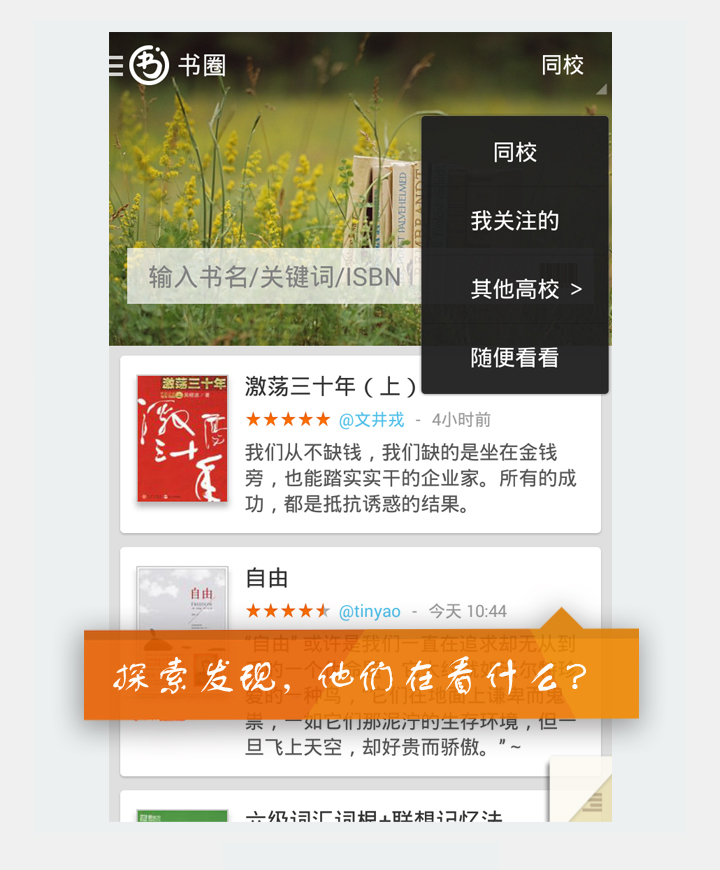 书圈
同校
同校
我关注的
其他高校 >
随便看看
输入书名/关键词/ISBN
激荡三十年
激荡三十年（上）
★★★★★ @文井戎 - 4小时前
我们从不缺钱，我们缺的是坐在金钱
旁，也能踏实实干的企业家。所有的成
功，都是抵抗诱惑的结果。
自由
自由
@tinyao - 今天 10:44
“自由” 或许是我们一直在追求却无从到
探索发现，他们在看什么？
爱的一种鸟，“它们在地面上谦卑而鬼
祟，一如它们那泥泞的生存环境，但一
旦飞上天空，却好贵而骄傲。” ~
六级词汇词根+联想记忆法